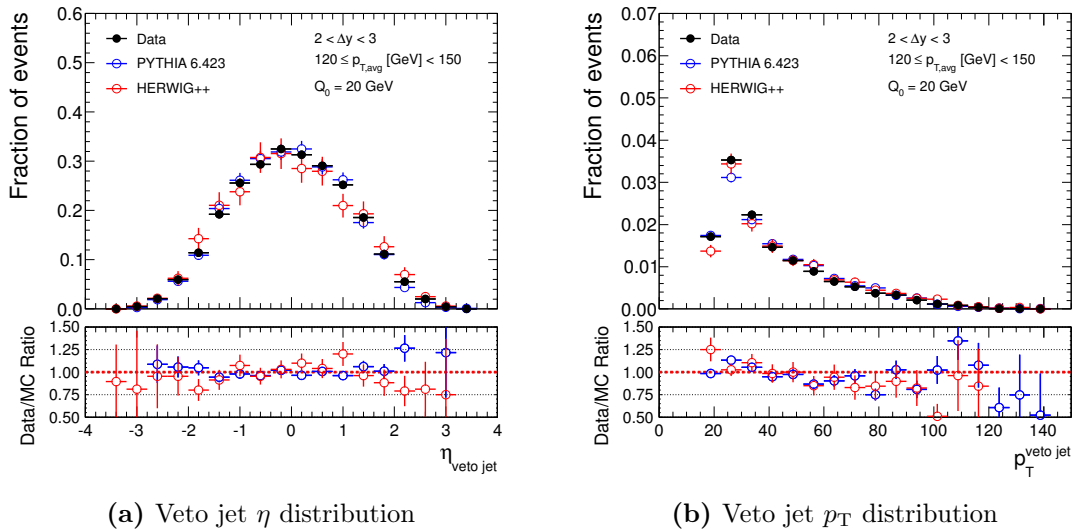 Fraction of events
0.6
0.5
0.4
0.3
0.2
0.1
0.0
Data
PYTHIA 6.423
HERWIG++
2 < Δy < 3
120 ≤ p_T,avg [GeV] < 150
Q_0 = 20 GeV
Data/MC Ratio
1.50
1.25
1.00
0.75
0.50
-4 -3 -2 -1 0 1 2 3 4
η_veto jet
(a) Veto jet η distribution
Fraction of events
0.07
0.06
0.05
0.04
0.03
0.02
0.01
0.00
Data
PYTHIA 6.423
HERWIG++
2 < Δy < 3
120 ≤ p_T,avg [GeV] < 150
Q_0 = 20 GeV
Data/MC Ratio
1.50
1.25
1.00
0.75
0.50
0 20 40 60 80 100 120 140
p_T^veto jet
(b) Veto jet p_T distribution